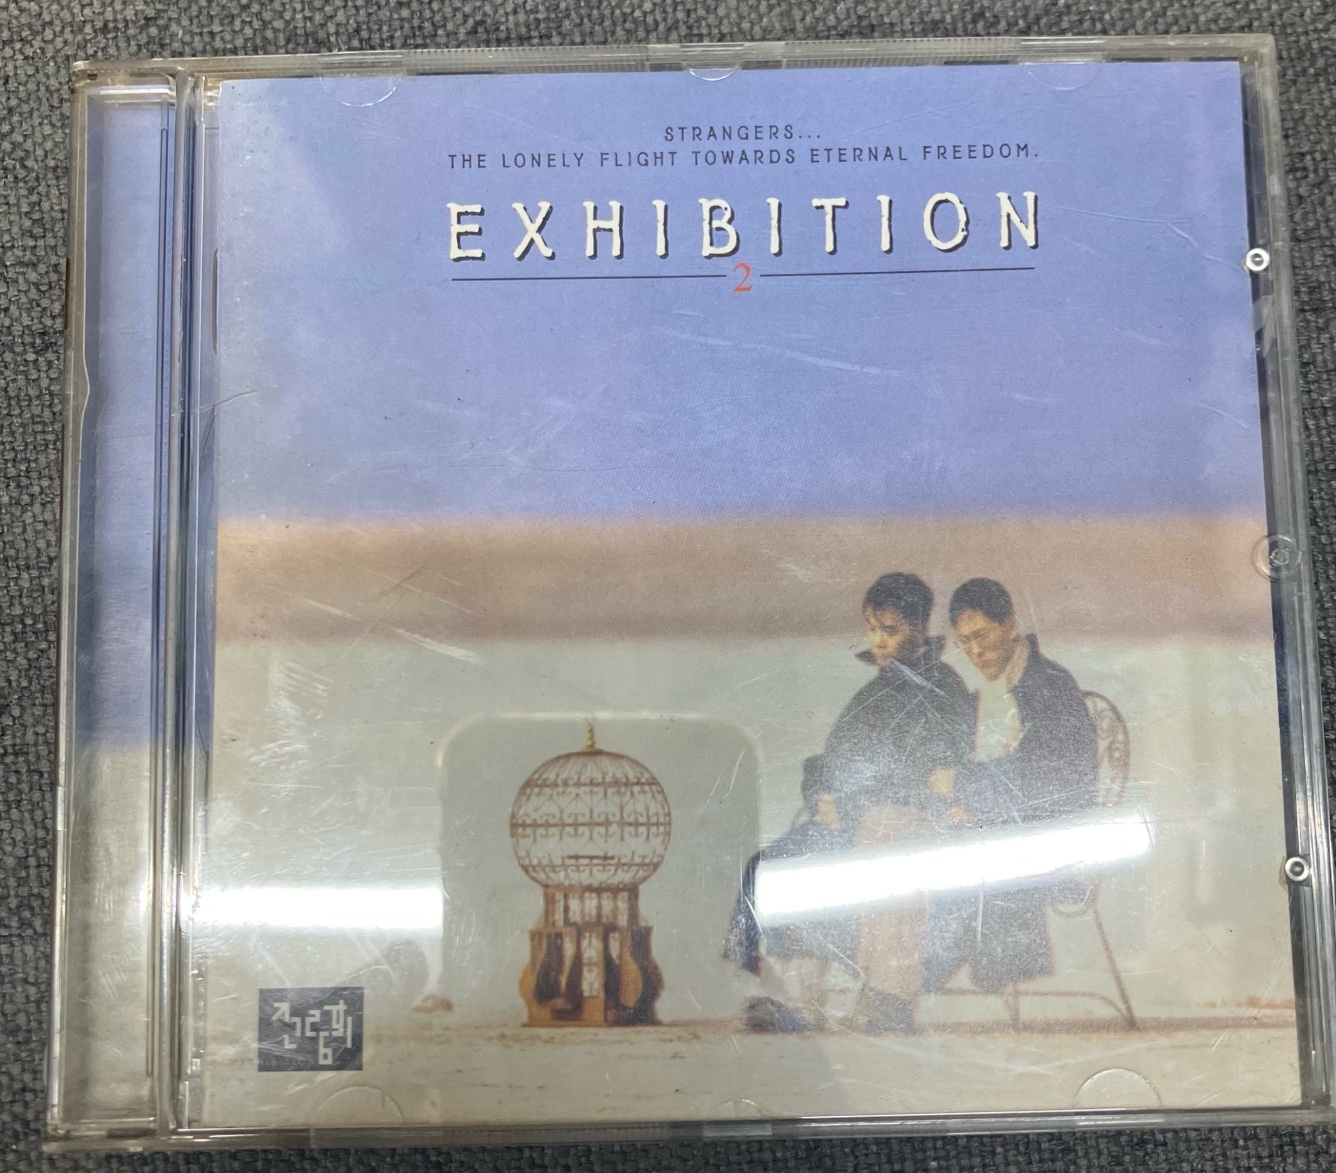 STRANGERS...
THE LONELY FLIGHT TOWARDS ETERNAL FREEDOM.
EXHIBITION
2
전람회